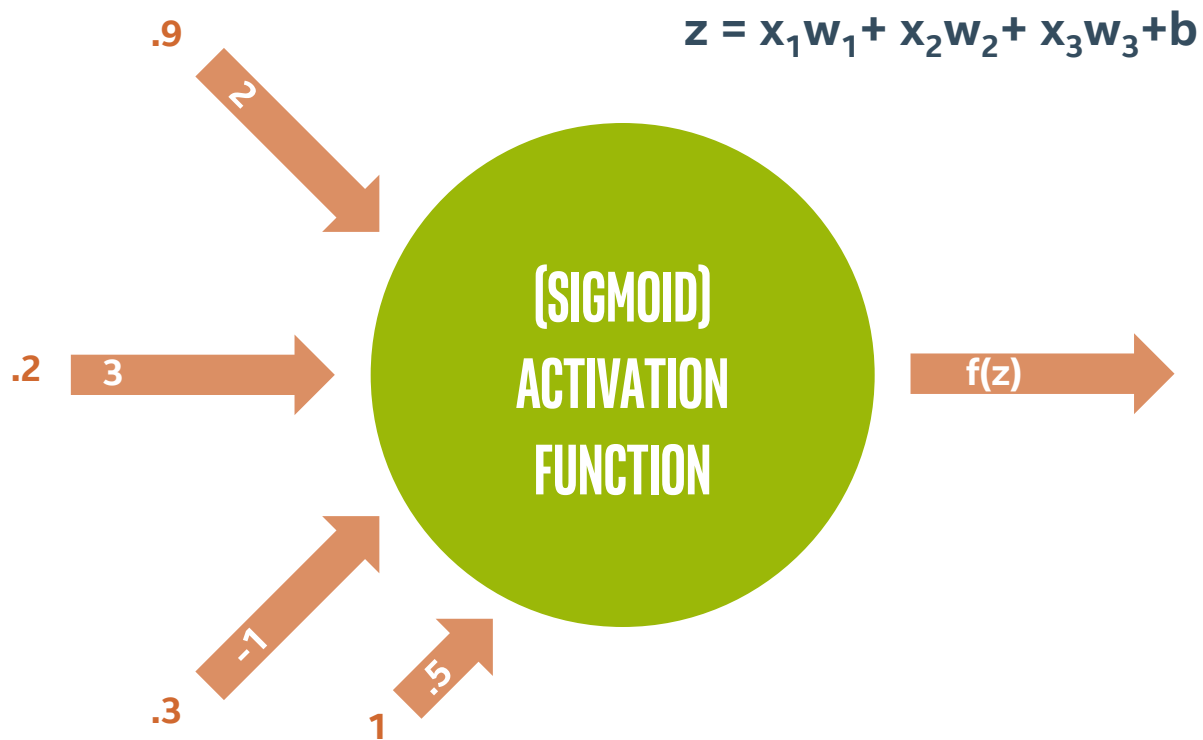 .9
z = x₁w₁+ x₂w₂+ x₃w₃+b
2
(SIGMOID)
ACTIVATION
FUNCTION
.2
3
f(z)
-1
.5
.3
1